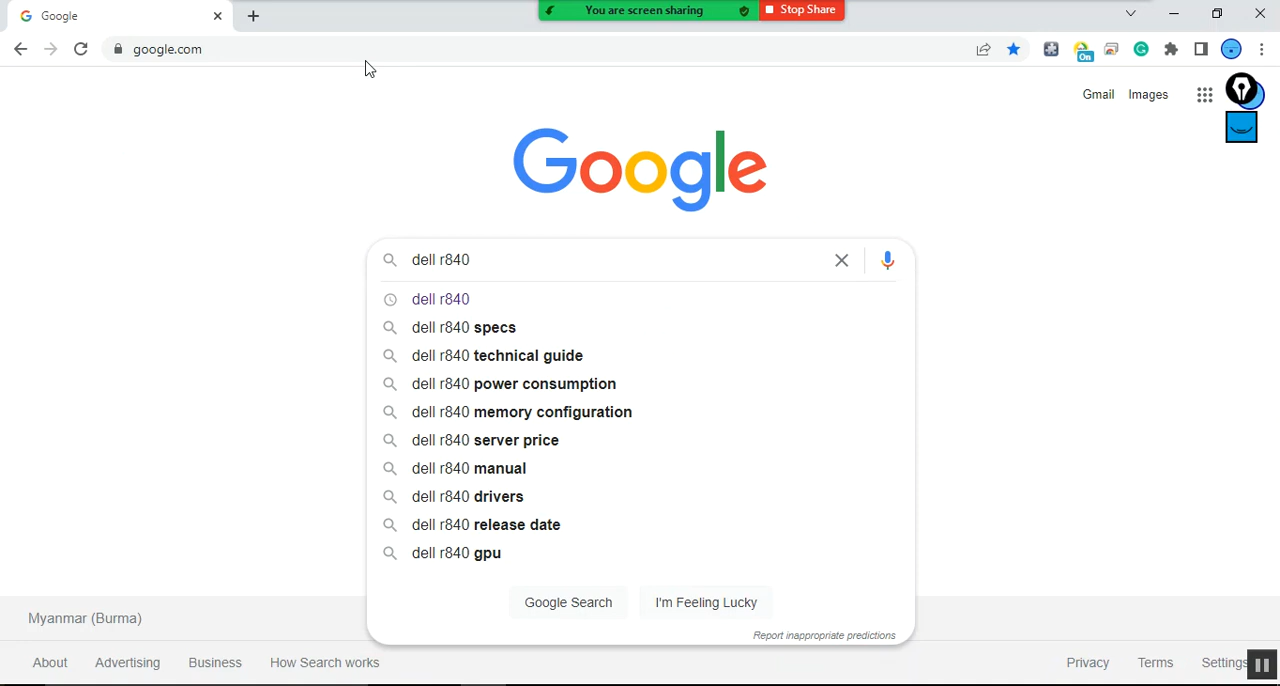 Google
You are screen sharing
Stop Share
google.com
On
Gmail
Images
Google
dell r840
dell r840
dell r840 specs
dell r840 technical guide
dell r840 power consumption
dell r840 memory configuration
dell r840 server price
dell r840 manual
dell r840 drivers
dell r840 release date
dell r840 gpu
Google Search
I'm Feeling Lucky
Report inappropriate predictions
Myanmar (Burma)
About
Advertising
Business
How Search works
Privacy
Terms
Settings